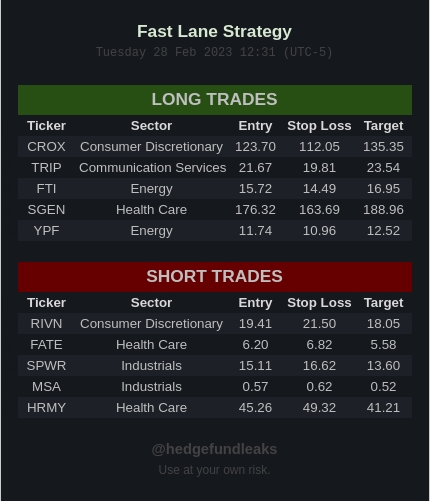 Fast Lane Strategy
Tuesday 28 Feb 2023 12:31 (UTC-5)
LONG TRADES
Ticker Sector Entry Stop Loss Target
CROX Consumer Discretionary 123.70 112.05 135.35
TRIP Communication Services 21.67 19.81 23.54
FTI Energy 15.72 14.49 16.95
SGEN Health Care 176.32 163.69 188.96
YPF Energy 11.74 10.96 12.52
SHORT TRADES
Ticker Sector Entry Stop Loss Target
RIVN Consumer Discretionary 19.41 21.50 18.05
FATE Health Care 6.20 6.82 5.58
SPWR Industrials 15.11 16.62 13.60
MSA Industrials 0.57 0.62 0.52
HRMY Health Care 45.26 49.32 41.21
@hedgefundleaks
Use at your own risk.